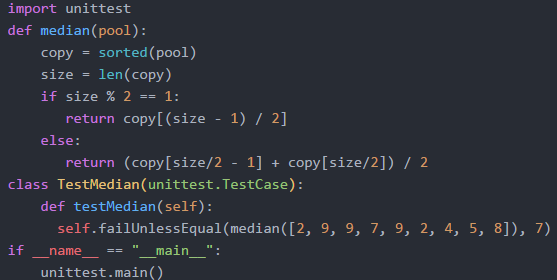 import unittest
def median(pool):
    copy = sorted(pool)
    size = len(copy)
    if size % 2 == 1:
       return copy[(size - 1) / 2]
    else:
       return (copy[size/2 - 1] + copy[size/2]) / 2
class TestMedian(unittest.TestCase):
    def testMedian(self):
      self.failUnlessEqual(median([2, 9, 9, 7, 9, 2, 4, 5, 8]), 7)
if __name__ == "__main__":
    unittest.main()